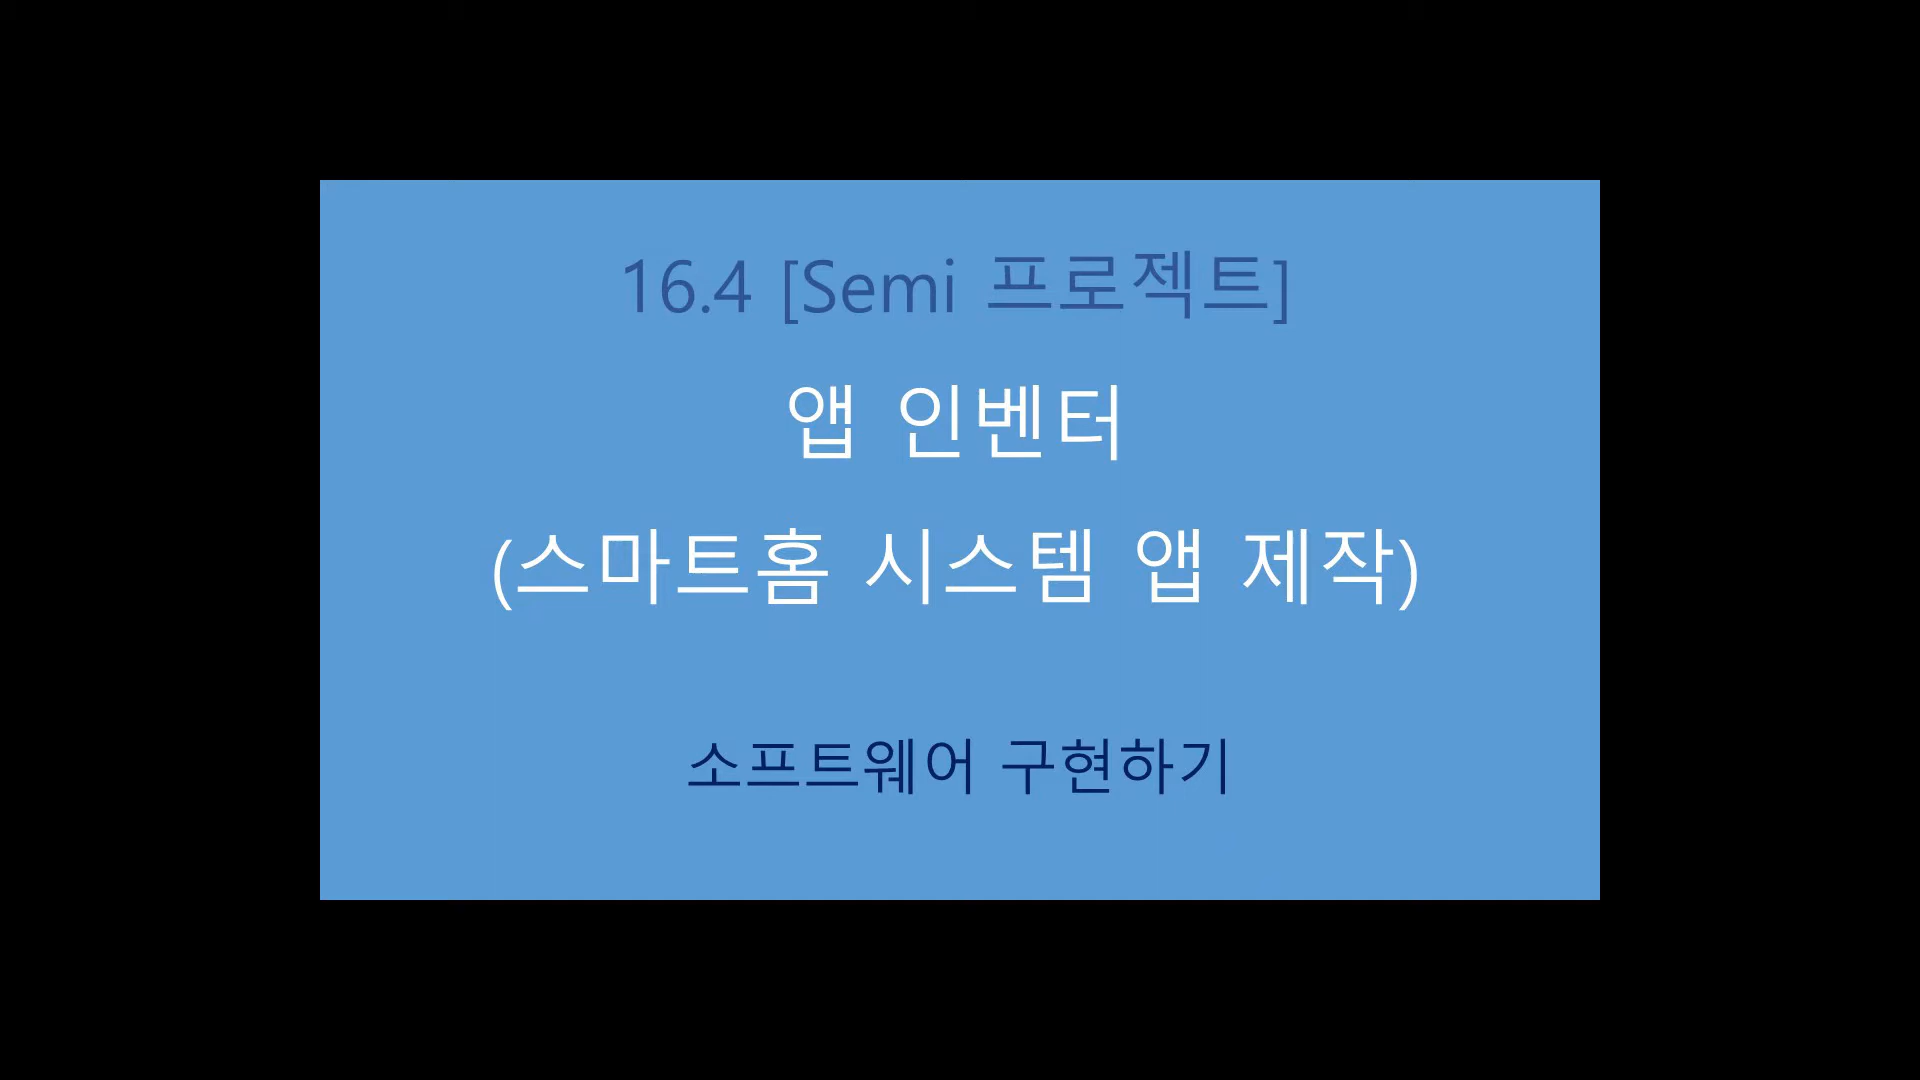 16.4 [Semi 프로젝트]
앱 인벤터
(스마트홈 시스템 앱 제작)
소프트웨어 구현하기